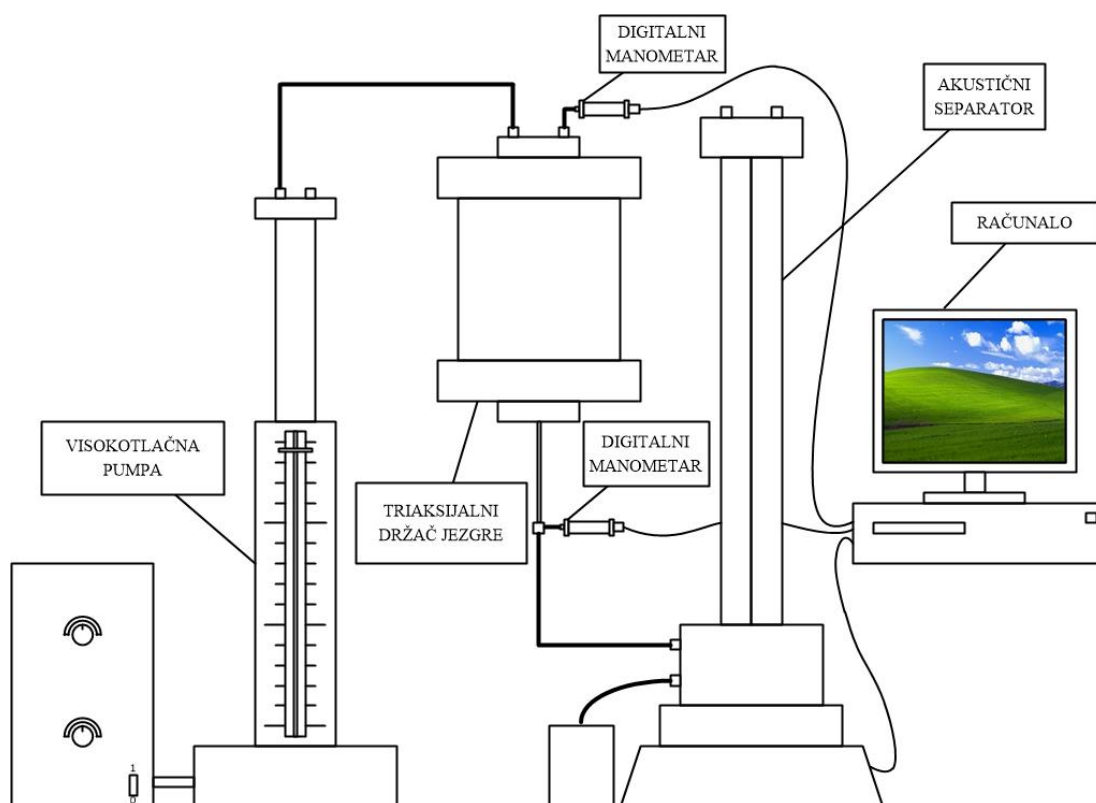 DIGITALNI
MANOMETAR
AKUSTIČNI
SEPARATOR
RAČUNALO
VISOKOTLAČNA
PUMPA
DIGITALNI
MANOMETAR
TRIAKSIJALNI
DRŽAČ JEZGRE
1
0